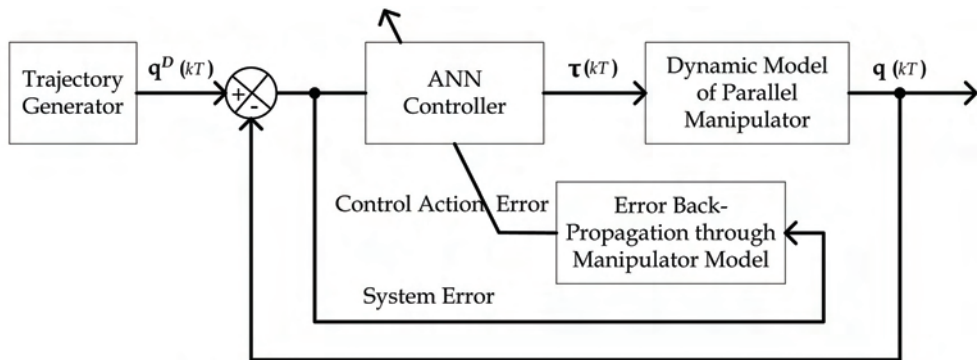 Trajectory
Generator
q^D (kT)
+
-
ANN
Controller
τ(kT)
Dynamic Model
of Parallel
Manipulator
q (kT)
Control Action Error
Error Back-
Propagation through
Manipulator Model
System Error